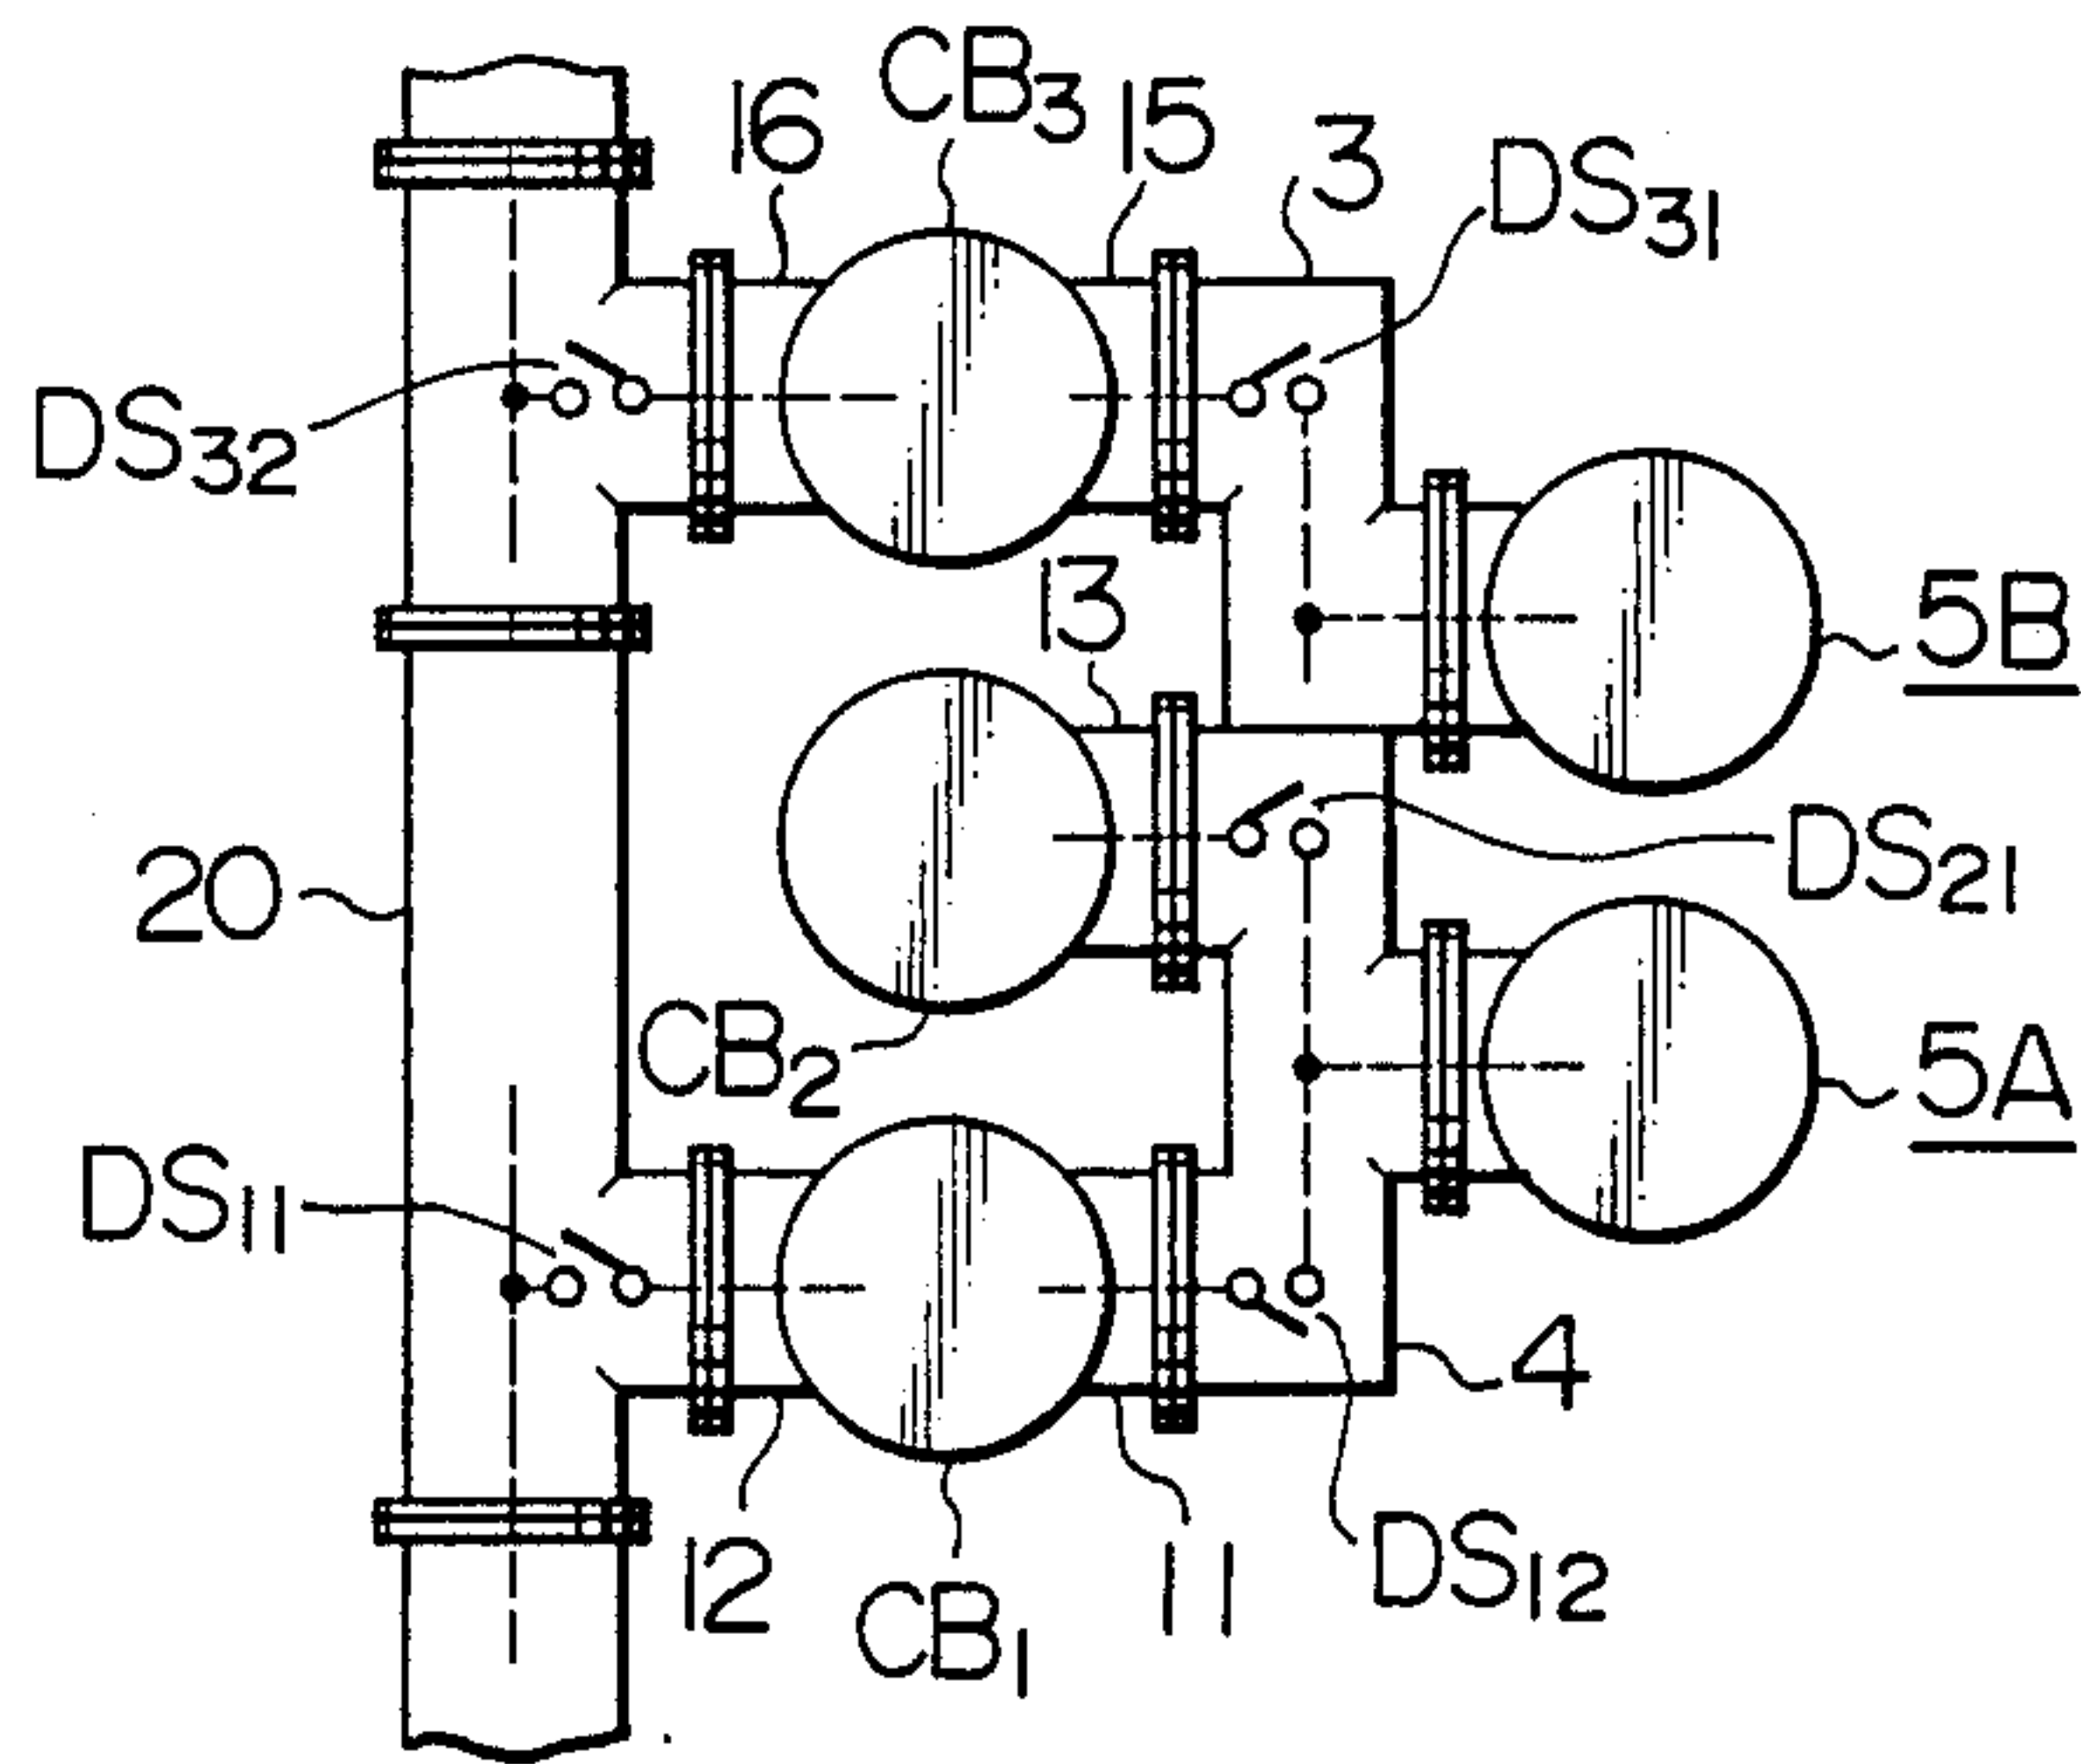 CB₃
16
15
3
DS₃₁
DS₃₂
13
5B
20
DS₂₁
CB₂
5A
DS₁₁
4
12
CB₁
11
DS₁₂